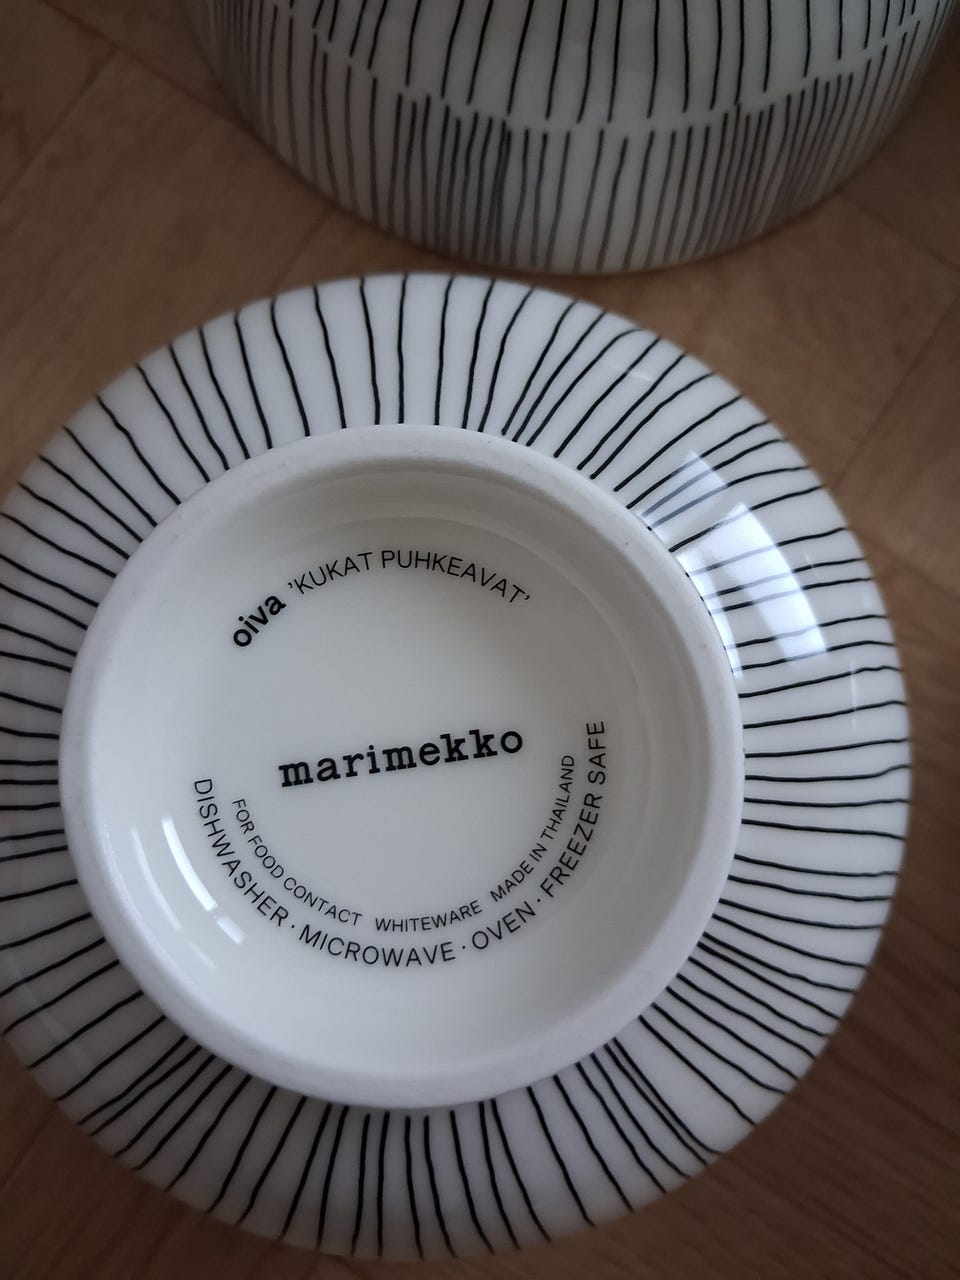 oiva 'KUKAT PUHKEAVAT'
marimekko
FOR FOOD CONTACT WHITEWARE MADE IN THAILAND
DISHWASHER · MICROWAVE · OVEN · FREEZER SAFE